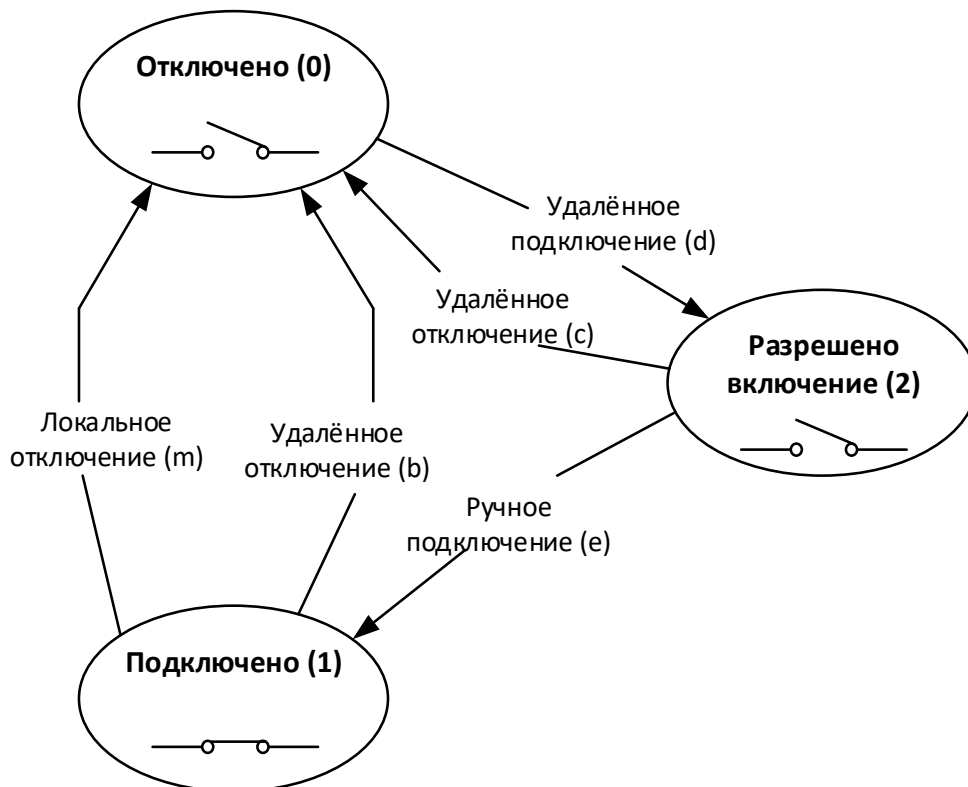 Отключено (0)
Удалённое
подключение (d)
Удалённое
отключение (c)
Разрешено
включение (2)
Локальное
отключение (m)
Удалённое
отключение (b)
Ручное
подключение (e)
Подключено (1)